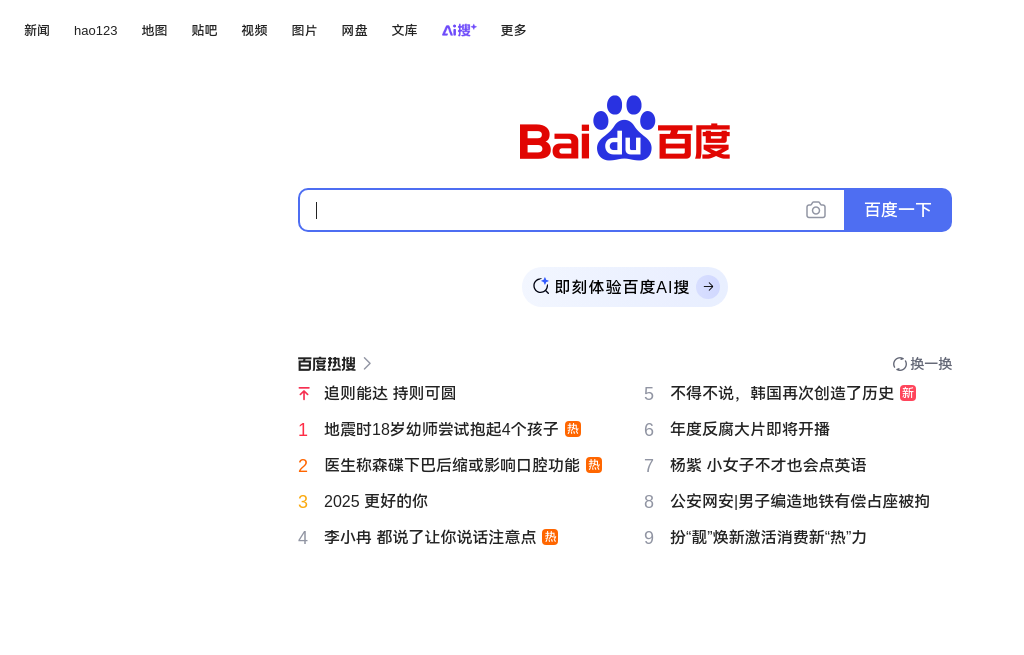 新闻 hao123 地图 贴吧 视频 图片 网盘 文库 Ai搜+ 更多
Bai du 百度
百度一下
即刻体验百度AI搜
百度热搜 换一换
追则能达 持则可圆
1 地震时18岁幼师尝试抱起4个孩子 热
2 医生称森碟下巴后缩或影响口腔功能 热
3 2025 更好的你
4 李小冉 都说了让你说话注意点 热
5 不得不说，韩国再次创造了历史 新
6 年度反腐大片即将开播
7 杨紫 小女子不才也会点英语
8 公安网安|男子编造地铁有偿占座被拘
9 扮“靓”焕新激活消费新“热”力